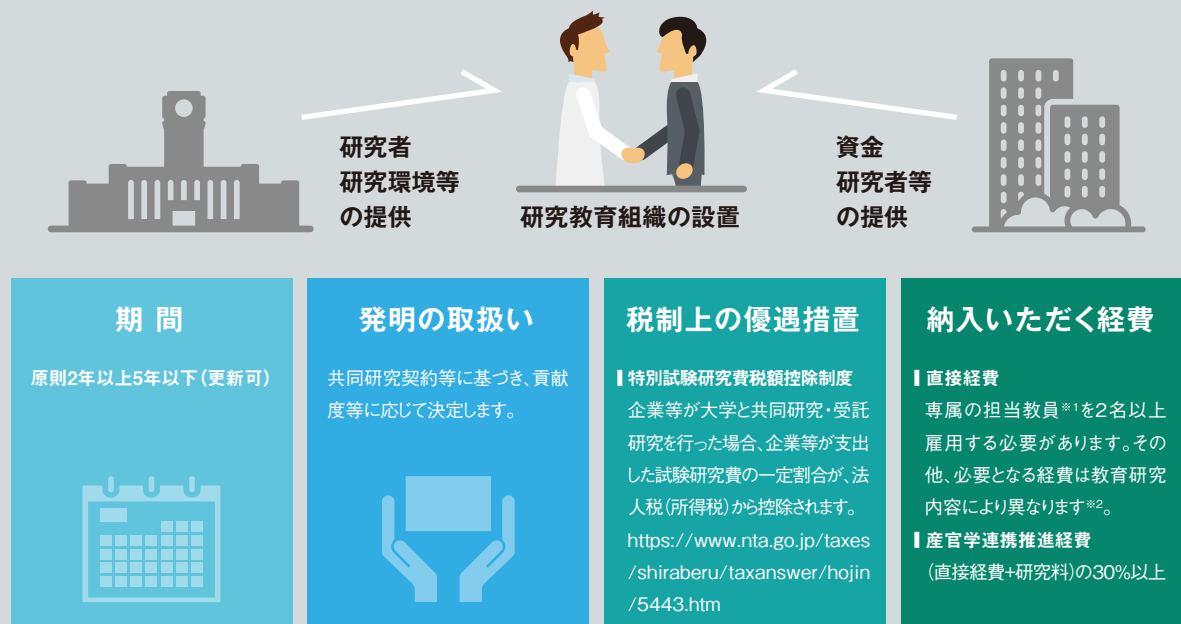 研究者
研究環境等
の提供
研究教育組織の設置
資金
研究者等
の提供
期 間
原則2年以上5年以下(更新可)
発明の取扱い
共同研究契約等に基づき、貢献
度等に応じて決定します。
税制上の優遇措置
特別試験研究費税額控除制度
企業等が大学と共同研究・受託
研究を行った場合、企業等が支出
した試験研究費の一定割合が、法
人税(所得税)から控除されます。
https://www.nta.go.jp/taxes
/shiraberu/taxanswer/hojin
/5443.htm
納入いただく経費
直接経費
専属の担当教員※1を2名以上
雇用する必要があります。その
他、必要となる経費は教育研究
内容により異なります※2。
産官学連携推進経費
(直接経費+研究料)の30%以上